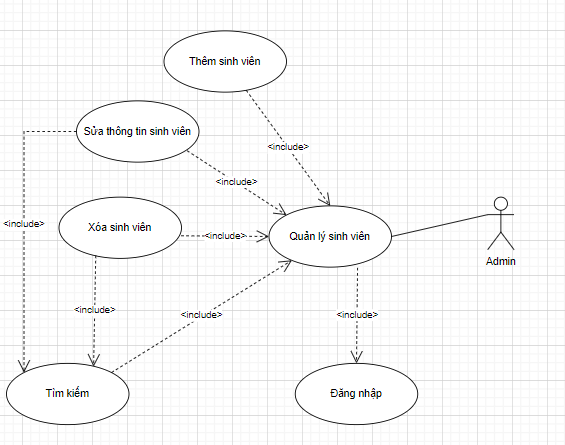 Thêm sinh viên
Sửa thông tin sinh viên
<include>
<include>
<include>
Xóa sinh viên
<include>
Quản lý sinh viên
Admin
<include>
<include>
<include>
Tìm kiếm
Đăng nhập